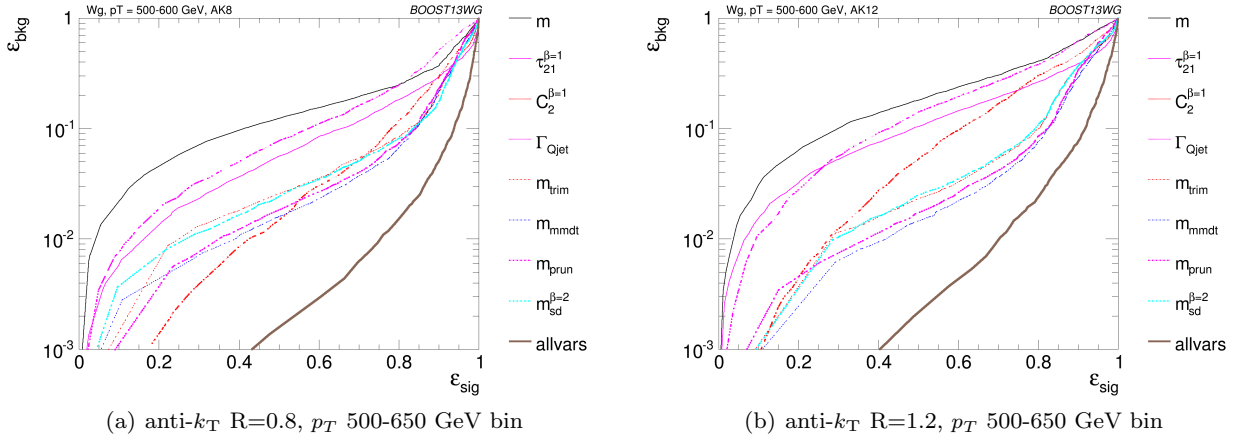 Wg, pT = 500-600 GeV, AK8
BOOST13WG
ε_bkg
1
10^-1
10^-2
10^-3
0
0.2
0.4
0.6
0.8
1
ε_sig
m
τ_21^β=1
C_2^β=1
Γ_Qjet
m_trim
m_mmdt
m_prun
m_sd^β=2
allvars
(a) anti-k_T R=0.8, p_T 500-650 GeV bin
Wg, pT = 500-600 GeV, AK12
BOOST13WG
ε_bkg
1
10^-1
10^-2
10^-3
0
0.2
0.4
0.6
0.8
1
ε_sig
m
τ_21^β=1
C_2^β=1
Γ_Qjet
m_trim
m_mmdt
m_prun
m_sd^β=2
allvars
(b) anti-k_T R=1.2, p_T 500-650 GeV bin